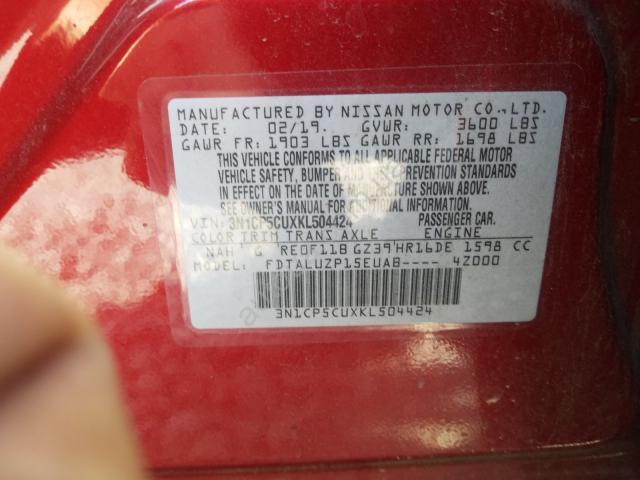 MANUFACTURED BY NISSAN MOTOR CO., LTD.
DATE: 02/19. GVWR: 3600 LBS
GAWR FR: 1903 LBS GAWR RR: 1698 LBS
THIS VEHICLE CONFORMS TO ALL APPLICABLE FEDERAL MOTOR
VEHICLE SAFETY, BUMPER AND THEFT PREVENTION STANDARDS
IN EFFECT ON THE DATE OF MANUFACTURE SHOWN ABOVE.
SEE OWNER'S MANUAL FOR ADDITIONAL INFORMATION.
VIN: 3N1CP5CUXKL504424 PASSENGER CAR.
COLOR TRIM TRANS AXLE ENGINE
NAH G RE0F11B GZ39 HR16DE 1598 CC
FDTALUZP15EUAB---- 4Z000
3N1CP5CUXKL504424